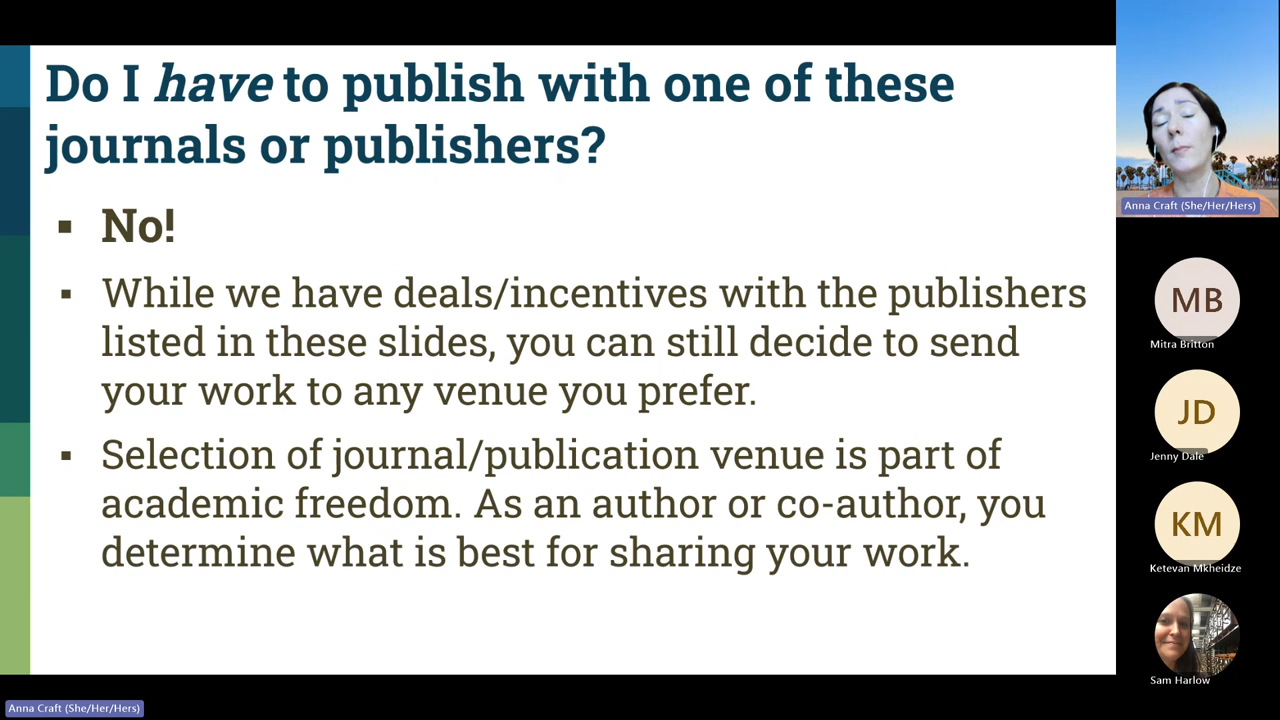 Do I have to publish with one of these
journals or publishers?
▪ No!
▪ While we have deals/incentives with the publishers
listed in these slides, you can still decide to send
your work to any venue you prefer.
▪ Selection of journal/publication venue is part of
academic freedom. As an author or co-author, you
determine what is best for sharing your work.
Anna Craft (She/Her/Hers)
MB
Mitra Britton
JD
Jenny Dale
KM
Ketevan Mkheidze
Sam Harlow
Anna Craft (She/Her/Hers)